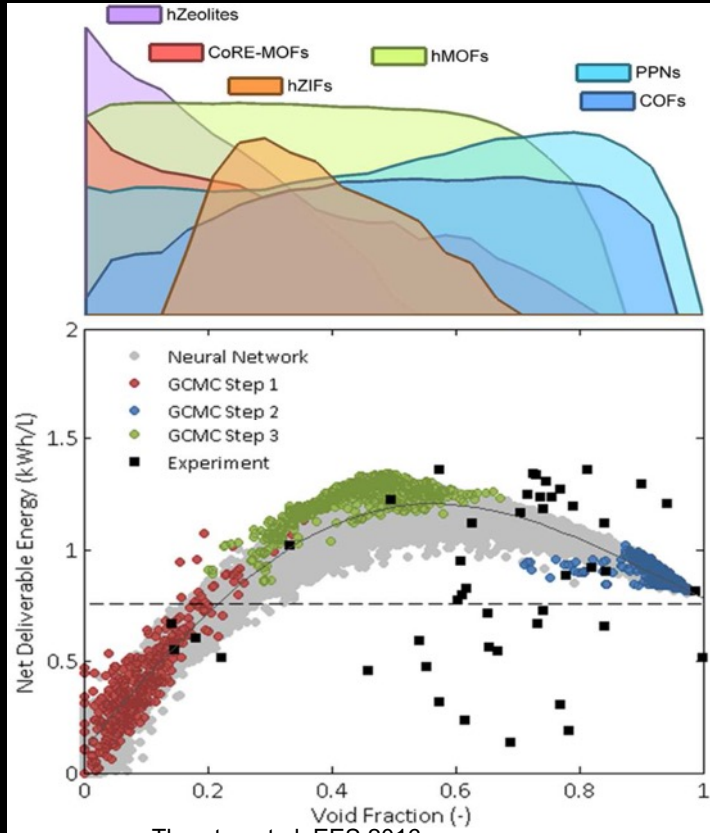 hZeolites
CoRE-MOFs
hMOFs
hZIFs
PPNs
COFs
2
1.5
1
0.5
0
Net Deliverable Energy (kWh/l)
Neural Network
GCMC Step 1
GCMC Step 2
GCMC Step 3
Experiment
0 0.2 0.4 0.6 0.8 1
Void Fraction (-)